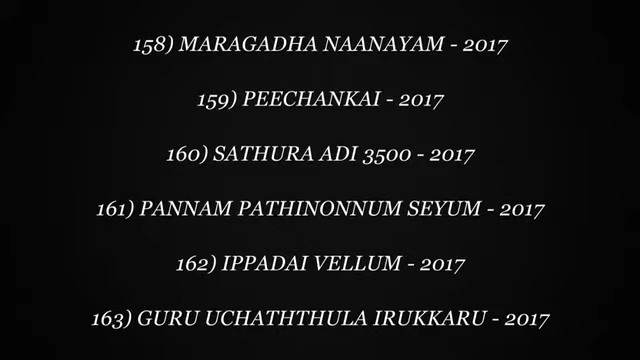 158) MARAGADHA NAANAYAM - 2017
159) PEECHANKAI - 2017
160) SATHURA ADI 3500 - 2017
161) PANNAM PATHINONNUM SEYUM - 2017
162) IPPADAI VELLUM - 2017
163) GURU UCHATHTHULA IRUKKARU - 2017